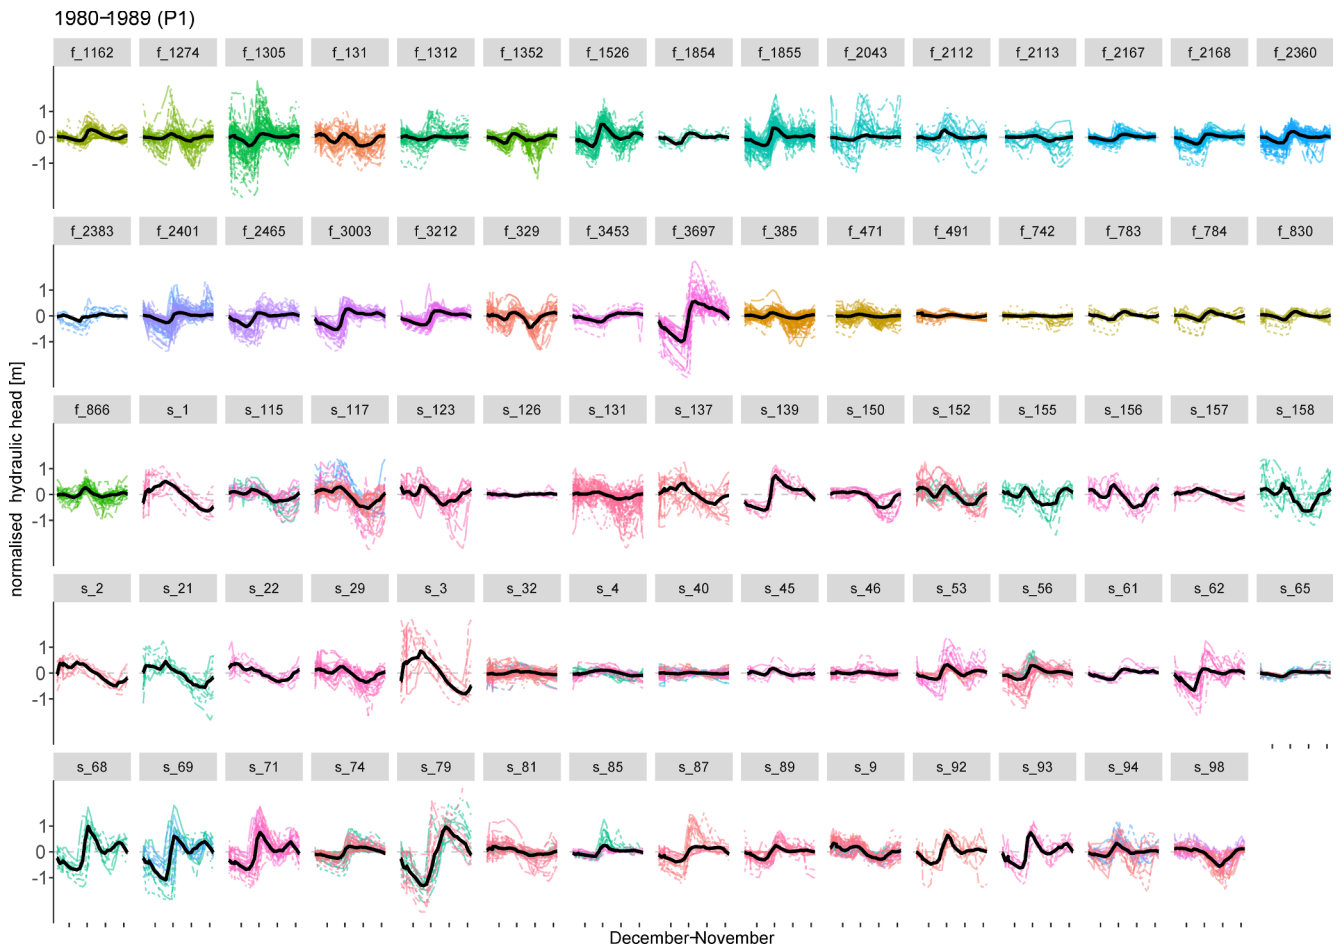 1980-1989 (P1)
f_1162 f_1274 f_1305 f_131 f_1312 f_1352 f_1526 f_1854 f_1855 f_2043 f_2112 f_2113 f_2167 f_2168 f_2360
1
0
-1
f_2383 f_2401 f_2465 f_3003 f_3212 f_329 f_3453 f_3697 f_385 f_471 f_491 f_742 f_783 f_784 f_830
1
0
-1
f_866 s_1 s_115 s_117 s_123 s_126 s_131 s_137 s_139 s_150 s_152 s_155 s_156 s_157 s_158
1
0
-1
s_2 s_21 s_22 s_29 s_3 s_32 s_4 s_40 s_45 s_46 s_53 s_56 s_61 s_62 s_65
1
0
-1
s_68 s_69 s_71 s_74 s_79 s_81 s_85 s_87 s_89 s_9 s_92 s_93 s_94 s_98
1
0
-1
normalised hydraulic head [m]
December-November